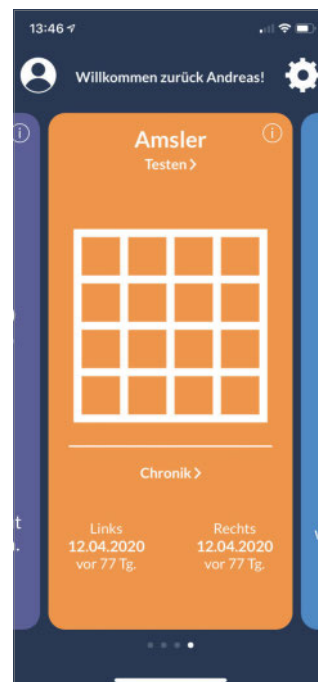 13:46
Willkommen zurück Andreas!
Amsler
Testen >
Chronik >
Links
12.04.2020
vor 77 Tg.
Rechts
12.04.2020
vor 77 Tg.